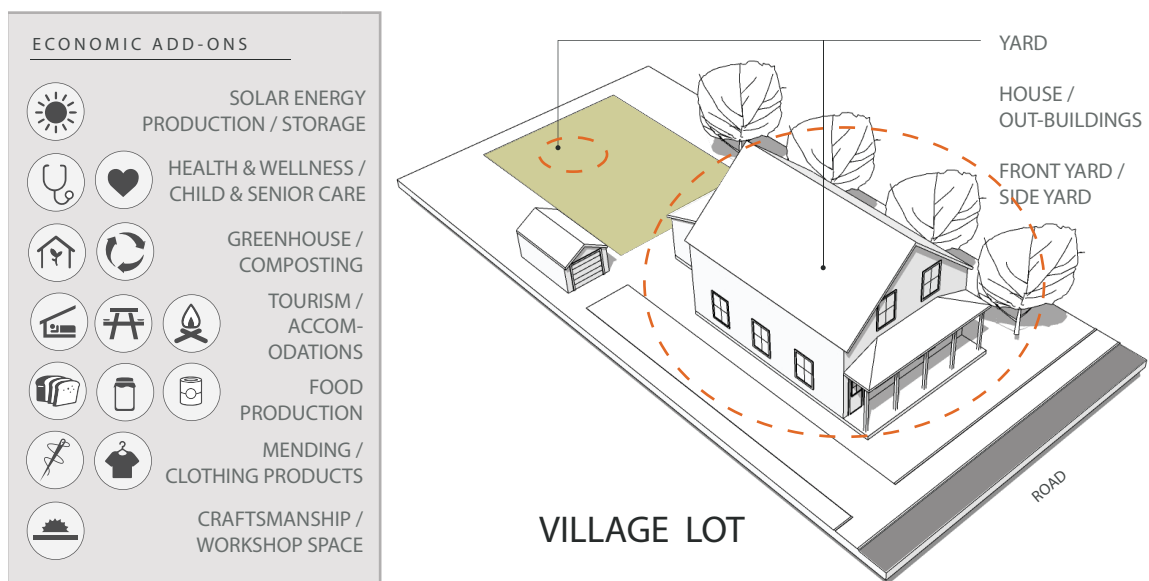 ECONOMIC ADD-ONS
SOLAR ENERGY
PRODUCTION / STORAGE
HEALTH & WELLNESS /
CHILD & SENIOR CARE
GREENHOUSE /
COMPOSTING
TOURISM /
ACCOM-
ODATIONS
FOOD
PRODUCTION
MENDING /
CLOTHING PRODUCTS
CRAFTSMANSHIP /
WORKSHOP SPACE
YARD
HOUSE /
OUT-BUILDINGS
FRONT YARD /
SIDE YARD
ROAD
VILLAGE LOT